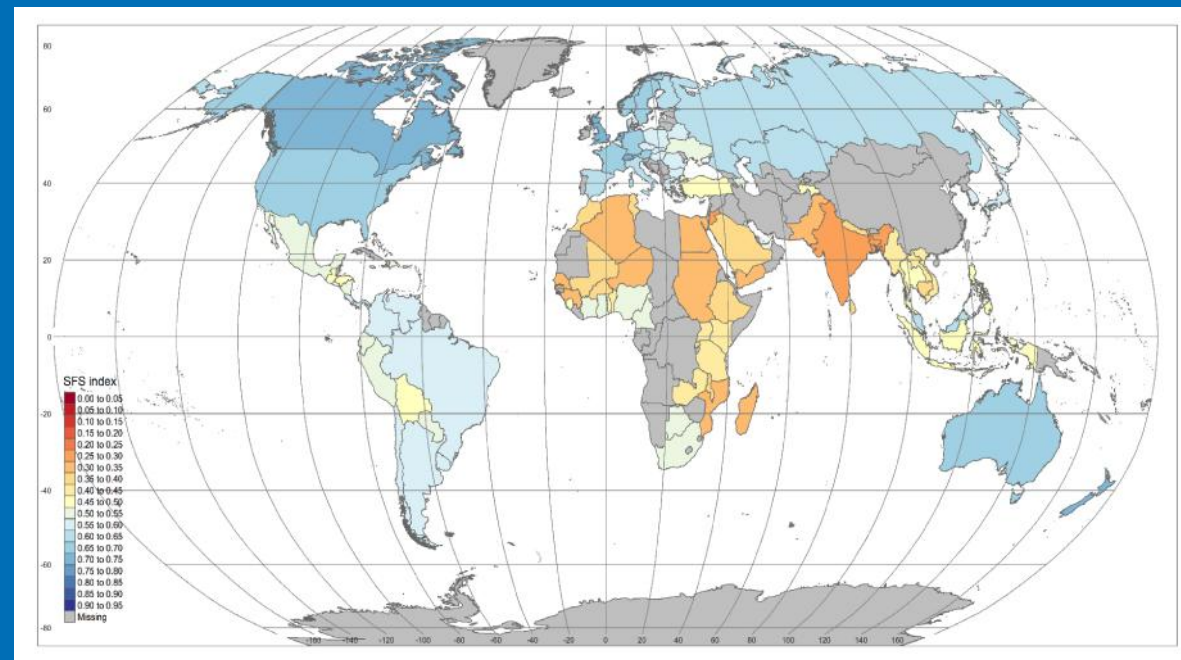 80
60
40
20
0
-20
-40
-60
-80
SFS index
0.00 to 0.05
0.05 to 0.10
0.10 to 0.15
0.15 to 0.20
0.20 to 0.25
0.25 to 0.30
0.30 to 0.35
0.35 to 0.40
0.40 to 0.45
0.45 to 0.50
0.50 to 0.55
0.55 to 0.60
0.60 to 0.65
0.65 to 0.70
0.70 to 0.75
0.75 to 0.80
0.80 to 0.85
0.85 to 0.90
0.90 to 0.95
Missing
-160 -140 -120 -100 -80 -60 -40 -20 0 20 40 60 80 100 120 140 160